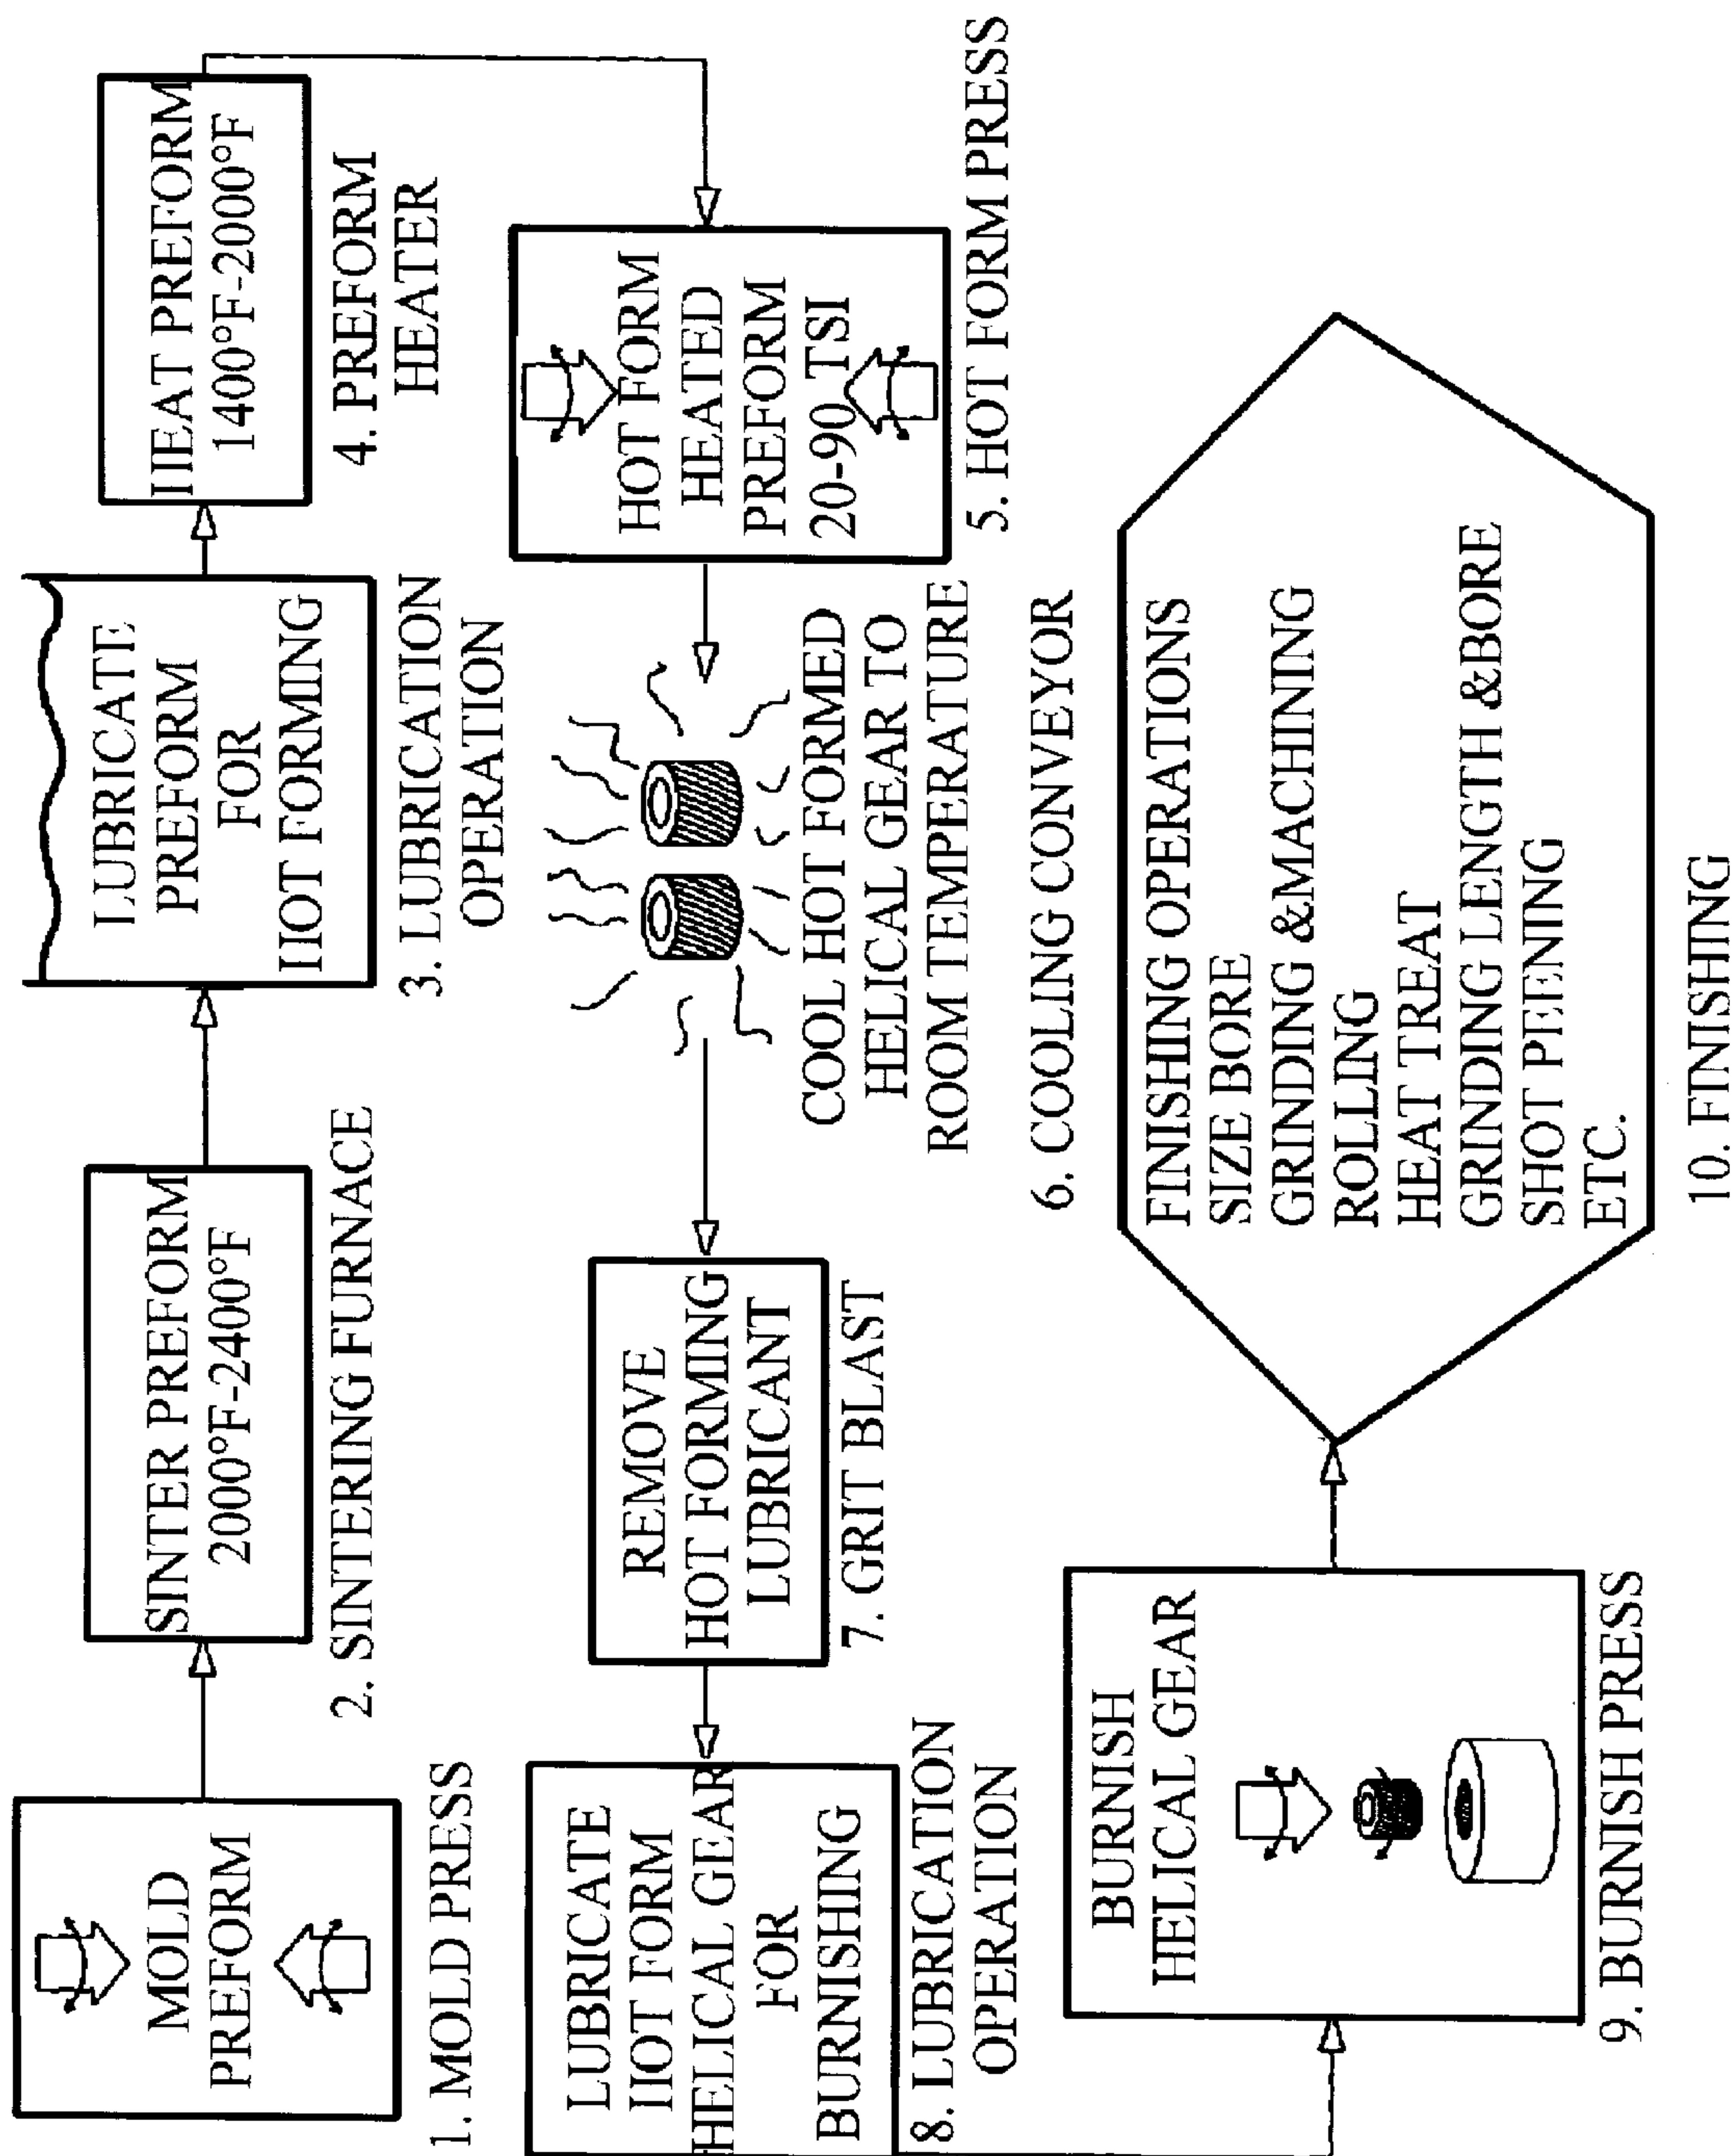 MOLD
PREFORM
1. MOLD PRESS
SINTER PREFORM
2000°F-2400°F
2. SINTERING FURNACE
LUBRICATE
PREFORM
FOR
HOT FORMING
3. LUBRICATION
OPERATION
HEAT PREFORM
1400°F-2000°F
4. PREFORM
HEATER
HOT FORM
HEATED
PREFORM
20-90 TSI
5. HOT FORM PRESS
COOL HOT FORMED
HELICAL GEAR TO
ROOM TEMPERATURE
6. COOLING CONVEYOR
REMOVE
HOT FORMING
LUBRICANT
7. GRIT BLAST
LUBRICATE
HOT FORM
HELICAL GEAR
FOR
BURNISHING
8. LUBRICATION
OPERATION
BURNISH
HELICAL GEAR
9. BURNISH PRESS
FINISHING OPERATIONS
SIZE BORE
GRINDING &MACHINING
ROLLING
HEAT TREAT
GRINDING LENGTH &BORE
SHOT PEENING
ETC.
10. FINISHING